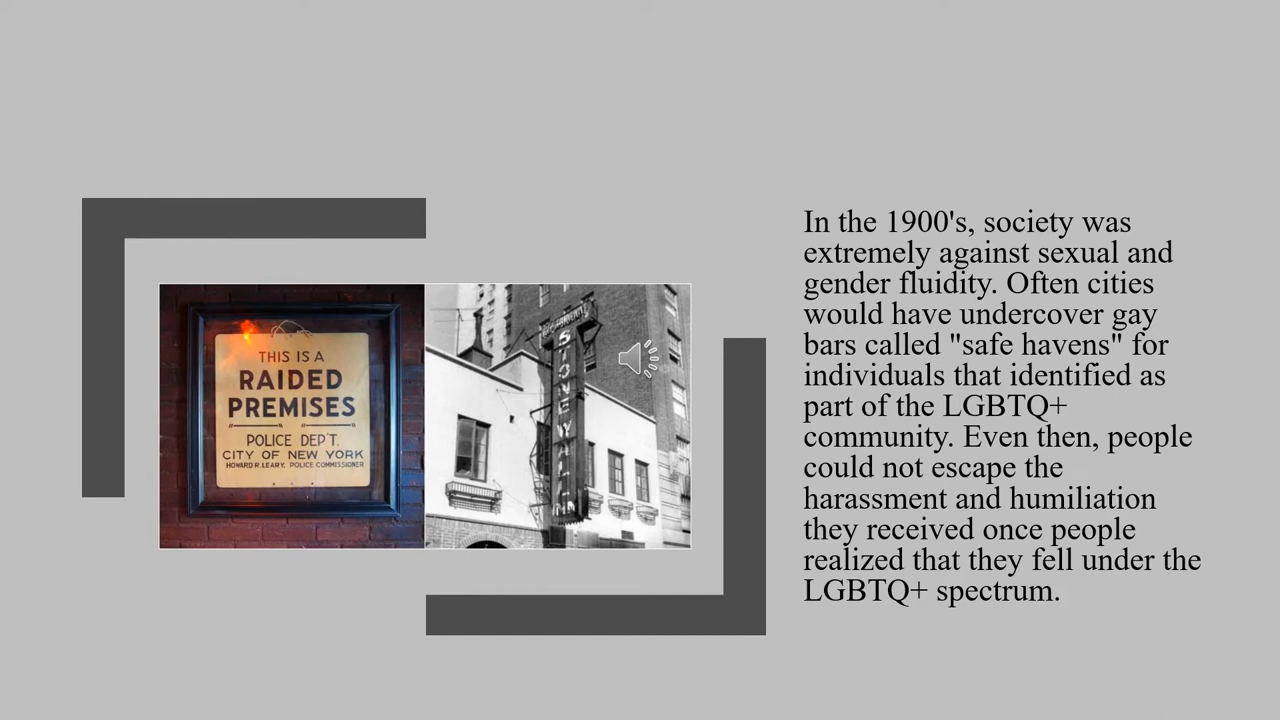 THIS IS A
RAIDED
PREMISES
POLICE DEP'T.
CITY OF NEW YORK
HOWARD R. LEARY, POLICE COMMISSIONER
STONEWALL INN
In the 1900's, society was
extremely against sexual and
gender fluidity. Often cities
would have undercover gay
bars called "safe havens" for
individuals that identified as
part of the LGBTQ+
community. Even then, people
could not escape the
harassment and humiliation
they received once people
realized that they fell under the
LGBTQ+ spectrum.